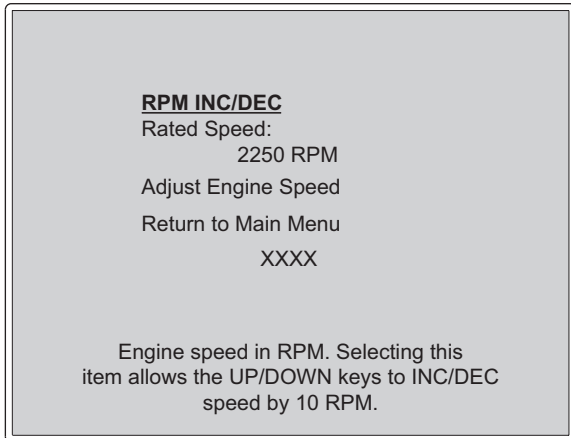 RPM INC/DEC
Rated Speed:
2250 RPM
Adjust Engine Speed
Return to Main Menu
XXXX
Engine speed in RPM. Selecting this
item allows the UP/DOWN keys to INC/DEC
speed by 10 RPM.